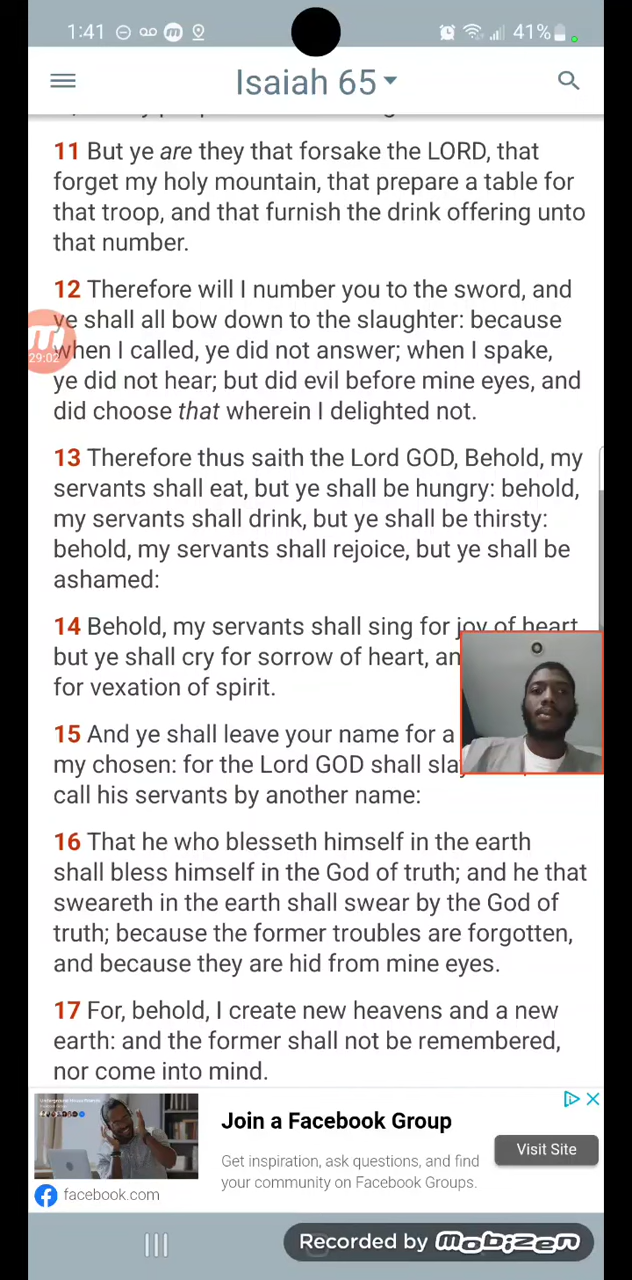 1:41 41%
Isaiah 65
11 But ye are they that forsake the LORD, that
forget my holy mountain, that prepare a table for
that troop, and that furnish the drink offering unto
that number.
12 Therefore will I number you to the sword, and
ye shall all bow down to the slaughter: because
29:02
when I called, ye did not answer; when I spake,
ye did not hear; but did evil before mine eyes, and
did choose that wherein I delighted not.
13 Therefore thus saith the Lord GOD, Behold, my
servants shall eat, but ye shall be hungry: behold,
my servants shall drink, but ye shall be thirsty:
behold, my servants shall rejoice, but ye shall be
ashamed:
14 Behold, my servants shall sing for joy of heart
but ye shall cry for sorrow of heart, an
for vexation of spirit.
15 And ye shall leave your name for a
my chosen: for the Lord GOD shall sla
call his servants by another name:
16 That he who blesseth himself in the earth
shall bless himself in the God of truth; and he that
sweareth in the earth shall swear by the God of
truth; because the former troubles are forgotten,
and because they are hid from mine eyes.
17 For, behold, I create new heavens and a new
earth: and the former shall not be remembered,
nor come into mind.
Join a Facebook Group
Get inspiration, ask questions, and find
your community on Facebook Groups.
Visit Site
facebook.com
Recorded by mobizen